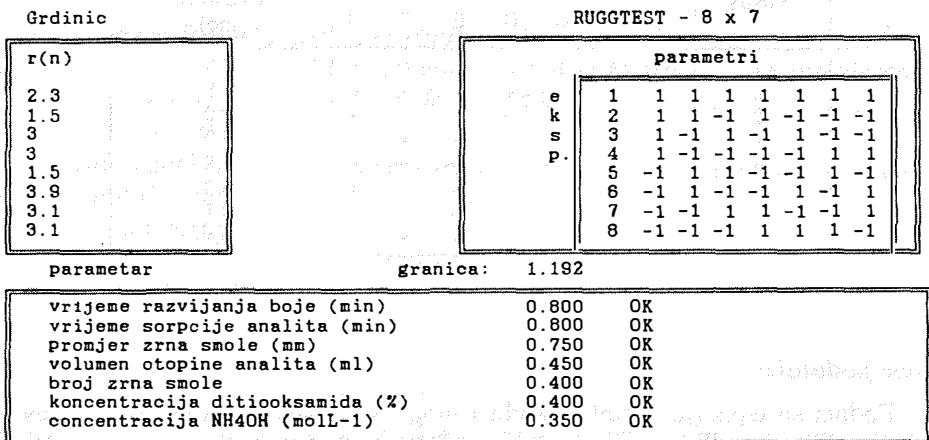 Grdinic RUGGTEST - 8 x 7
r(n) parametri
2.3 e 1 1 1 1 1 1 1 1
1.5 k 2 1 1 -1 1 -1 -1 -1
3 s 3 1 -1 1 -1 1 -1 -1
3 p. 4 1 -1 -1 -1 -1 1 1
1.5 5 -1 1 1 -1 -1 1 -1
3.9 6 -1 1 -1 -1 1 -1 1
3.1 7 -1 -1 1 1 -1 -1 1
3.1 8 -1 -1 -1 1 1 1 -1
parametar granica: 1.192
vrijeme razvijanja boje (min) 0.800 OK
vrijeme sorpcije analita (min) 0.800 OK
promjer zrna smole (mm) 0.750 OK
volumen otopine analita (ml) 0.450 OK
broj zrna smole 0.400 OK
koncentracija ditiooksamida (%) 0.400 OK
concentracija NH4OH (molL-1) 0.350 OK